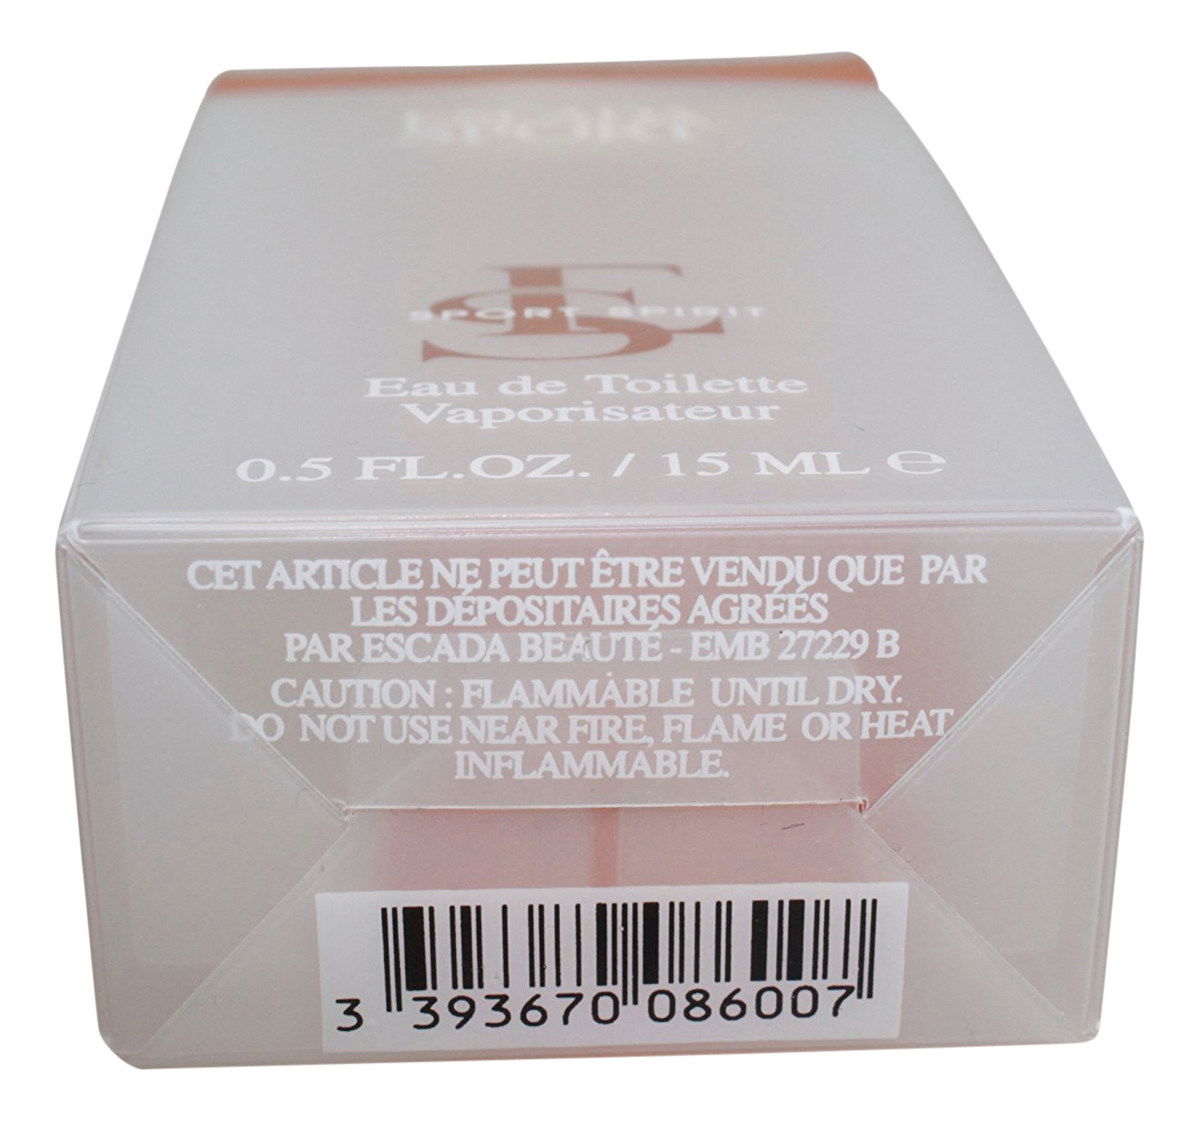 SPORT
ES
SPORT SPIRIT
Eau de Toilette
Vaporisateur
0.5 FL.OZ. / 15 ML e
CET ARTICLE NE PEUT ÊTRE VENDU QUE PAR
LES DÉPOSITAIRES AGRÉÉS
PAR ESCADA BEAUTÉ - EMB 27229 B
CAUTION : FLAMMABLE UNTIL DRY.
DO NOT USE NEAR FIRE, FLAME OR HEAT
INFLAMMABLE.
3 393670 086007